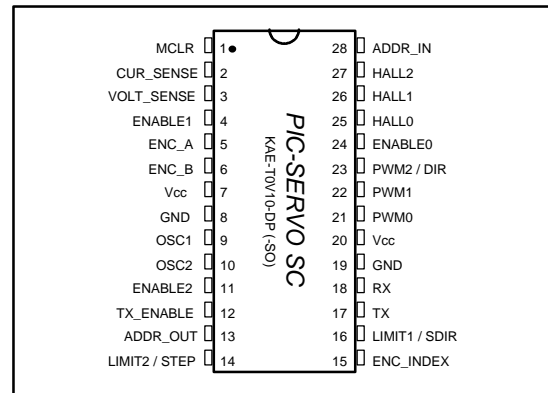 MCLR 1 28 ADDR_IN
CUR_SENSE 2 27 HALL2
VOLT_SENSE 3 26 HALL1
ENABLE1 4 25 HALL0
ENC_A 5 24 ENABLE0
ENC_B 6 23 PWM2 / DIR
Vcc 7 22 PWM1
GND 8 21 PWM0
OSC1 9 20 Vcc
OSC2 10 19 GND
ENABLE2 11 18 RX
TX_ENABLE 12 17 TX
ADDR_OUT 13 16 LIMIT1 / SDIR
LIMIT2 / STEP 14 15 ENC_INDEX
PIC-SERVO SC
KAE-T0V10-DP (-SO)